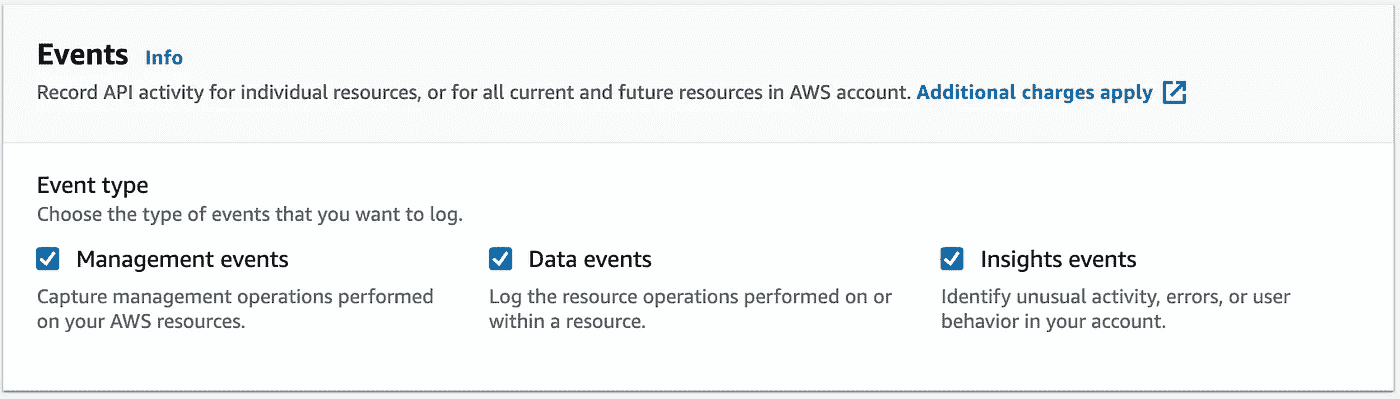 Events Info
Record API activity for individual resources, or for all current and future resources in AWS account. Additional charges apply
Event type
Choose the type of events that you want to log.
Management events
Capture management operations performed
on your AWS resources.
Data events
Log the resource operations performed on or
within a resource.
Insights events
Identify unusual activity, errors, or user
behavior in your account.